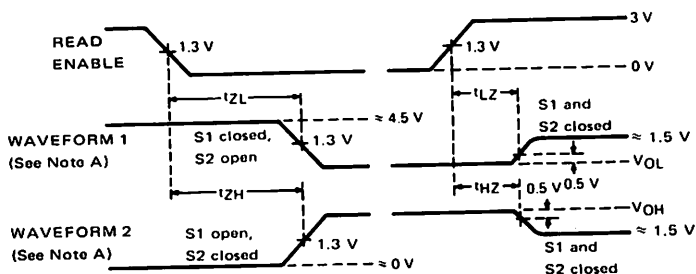 READ
ENABLE
1.3 V
1.3 V
3 V
0 V
tZL
tLZ
WAVEFORM 1
(See Note A)
S1 closed,
S2 open
≈ 4.5 V
1.3 V
S1 and
S2 closed
≈ 1.5 V
VOL
0.5 V
tZH
tHZ
0.5 V
VOH
WAVEFORM 2
(See Note A)
S1 open,
S2 closed
1.3 V
≈ 0 V
≈ 1.5 V
S1 and
S2 closed